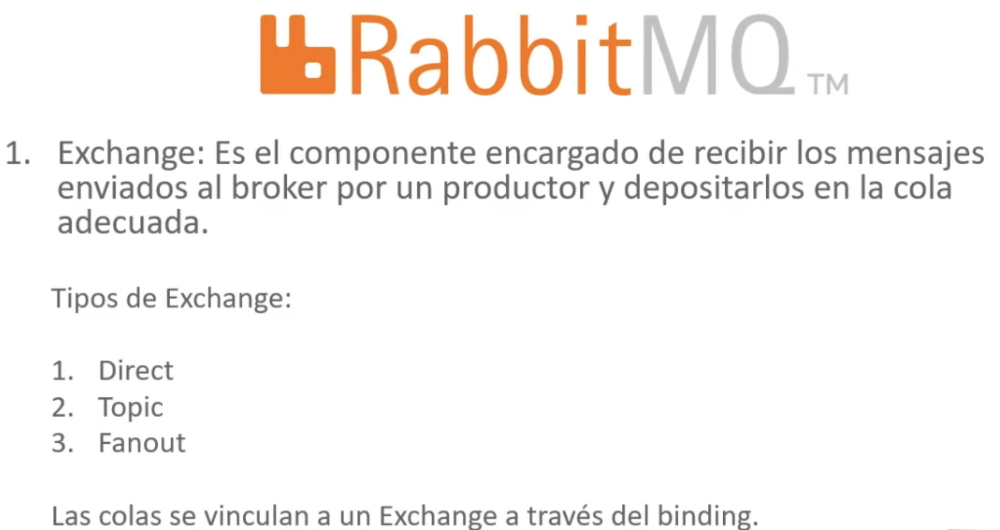 RabbitMQ TM
1. Exchange: Es el componente encargado de recibir los mensajes
enviados al broker por un productor y depositarlos en la cola
adecuada.
Tipos de Exchange:
1. Direct
2. Topic
3. Fanout
Las colas se vinculan a un Exchange a través del binding.